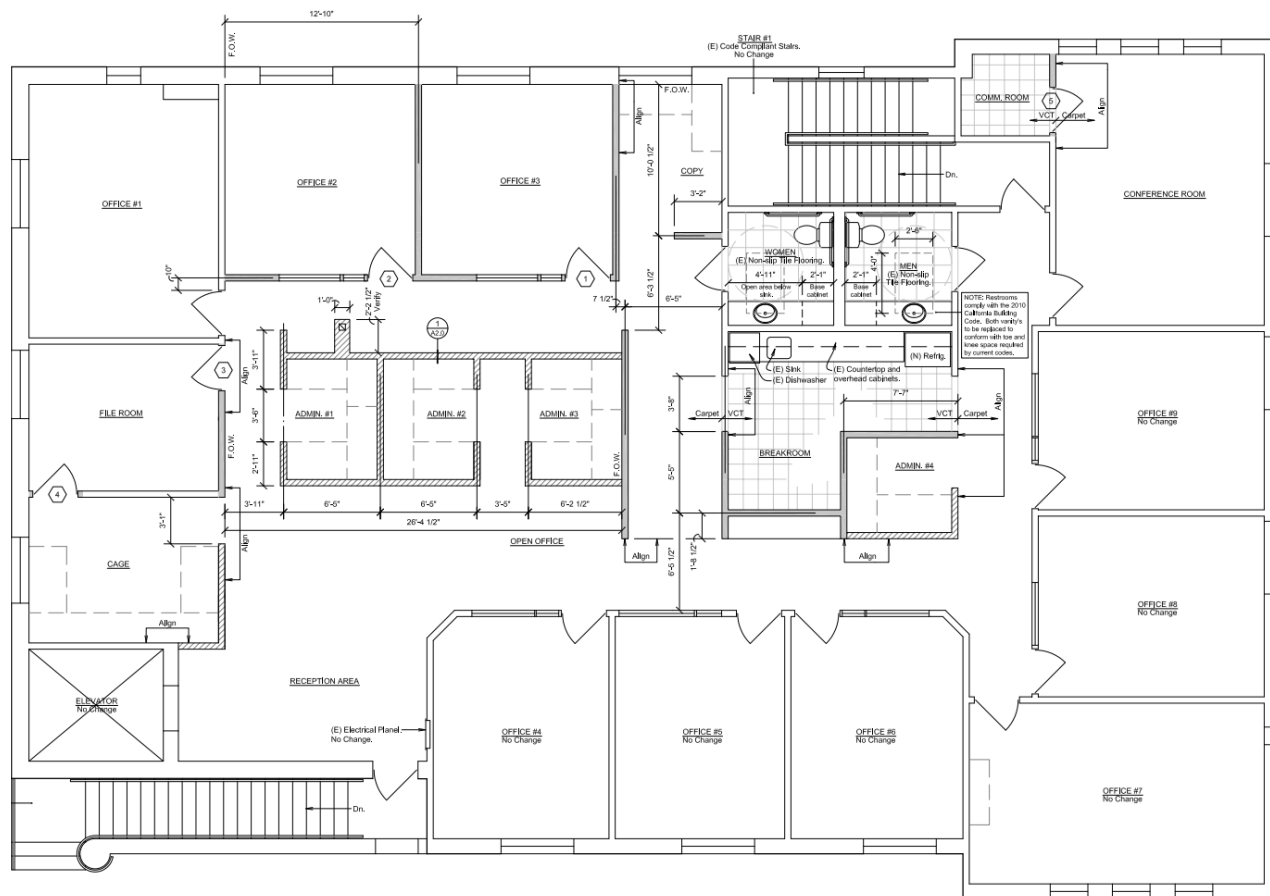 12'-10"
F.O.W.
STAIR #1
(E) Code Compliant Stairs.
No Change
F.O.W.
Align
COMM. ROOM
5
Align
VCT
Carpet
10'-0 1/2"
COPY
3'-2"
Dn.
OFFICE #1
OFFICE #2
OFFICE #3
CONFERENCE ROOM
WOMEN
(E) Non-slip Tile Flooring.
4'-11"
2'-1"
Open area below sink.
Base cabinet
2'-6"
4'-0"
MEN
(E) Non-slip
Tile Flooring.
2'-1"
Base cabinet
10"
2
1
1'-0"
2'-2 1/2"
Verify
7 1/2"
6'-3 1/2"
6'-5"
NOTE: Restrooms
comply with the 2010
California Building
Code. Both vanity's
to be replaced to
conform with toe and
knee space required
by current codes.
1
A2.0
3
Align
3'-11"
3'-6"
2'-11"
FILE ROOM
F.O.W.
ADMIN. #1
ADMIN. #2
ADMIN. #3
F.O.W.
(E) Sink
(E) Dishwasher
(E) Countertop and
overhead cabinets.
(N) Refrig.
Align
3'-8"
7'-7"
Carpet
VCT
VCT
Carpet
Align
BREAKROOM
5'-5"
ADMIN. #4
OFFICE #9
No Change
4
3'-11"
6'-5"
6'-5"
3'-5"
6'-2 1/2"
26'-4 1/2"
OPEN OFFICE
3'-1"
Align
CAGE
Align
6'-5 1/2"
1'-8 1/2"
Align
Align
OFFICE #8
No Change
ELEVATOR
No Change
RECEPTION AREA
(E) Electrical Panel.
No Change.
OFFICE #4
No Change
OFFICE #5
No Change
OFFICE #6
No Change
OFFICE #7
No Change
Dn.